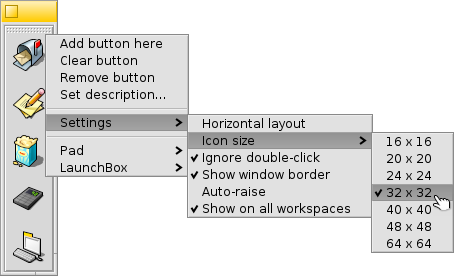 Add button here
Clear button
Remove button
Set description...
Settings
Pad
LaunchBox
Horizontal layout
Icon size
Ignore double-click
Show window border
Auto-raise
Show on all workspaces
16 x 16
20 x 20
24 x 24
32 x 32
40 x 40
48 x 48
64 x 64